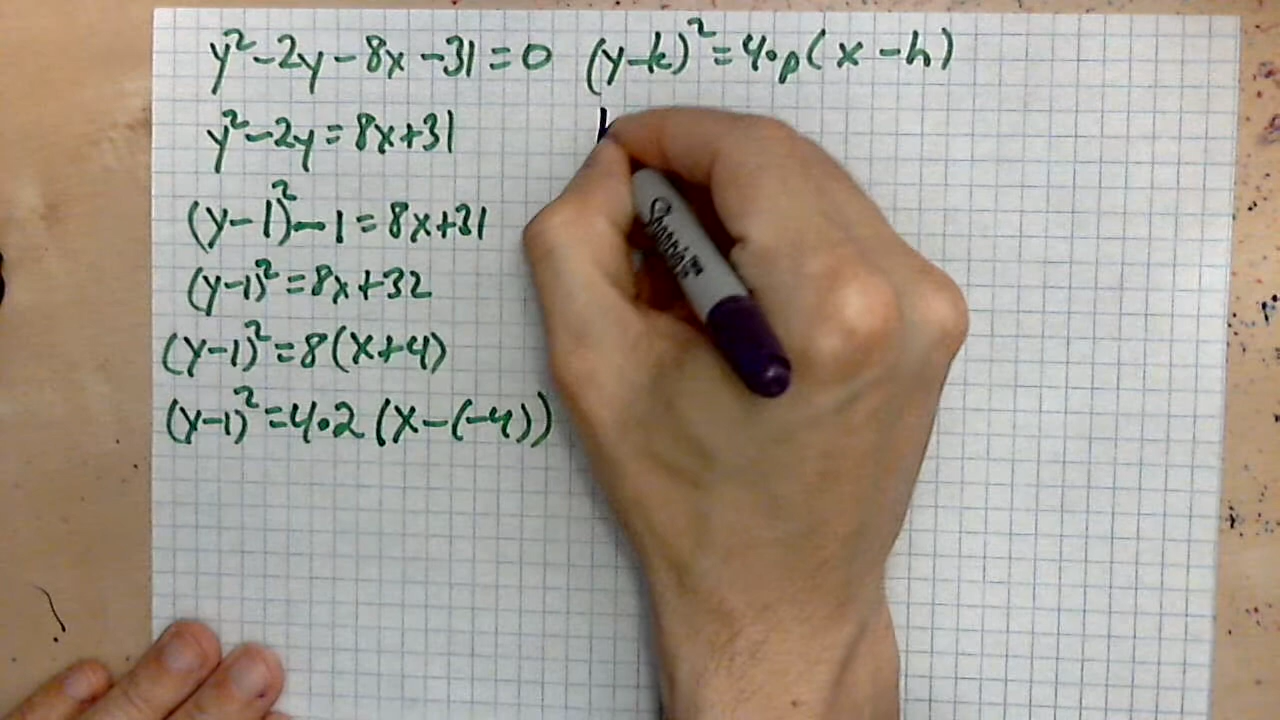 y²-2y-8x-31=0 (y-k)²=4•p(x-h)
y²-2y=8x+31
(y-1)²-1=8x+31
(y-1)²=8x+32
(y-1)²=8(x+4)
(y-1)²=4•2(x-(-4))
Sharpie